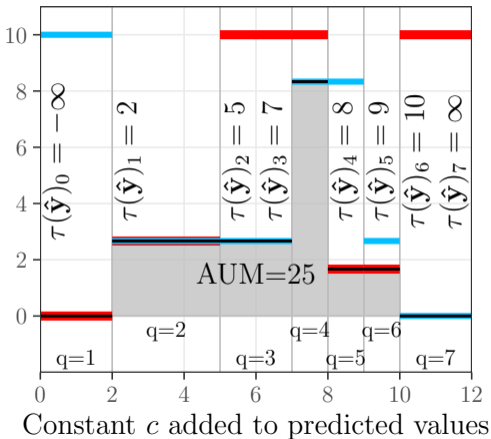 10
8
6
4
2
0
τ(ŷ)₀ = −∞
τ(ŷ)₁ = 2
τ(ŷ)₂ = 5
τ(ŷ)₃ = 7
τ(ŷ)₄ = 8
τ(ŷ)₅ = 9
τ(ŷ)₆ = 10
τ(ŷ)₇ = ∞
AUM=25
q=2 q=4 q=6
q=1 q=3 q=5 q=7
0 2 4 6 8 10 12
Constant c added to predicted values